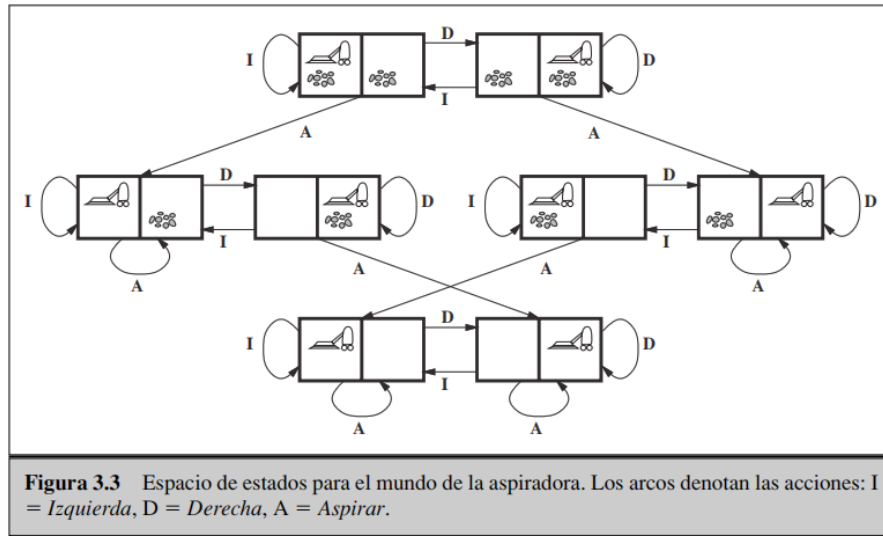 D
I
D
I
A
A
D
D
I
D
I
D
I
I
A
A
A
A
D
I
D
I
A
A
Figura 3.3 Espacio de estados para el mundo de la aspiradora. Los arcos denotan las acciones: I
= Izquierda, D = Derecha, A = Aspirar.